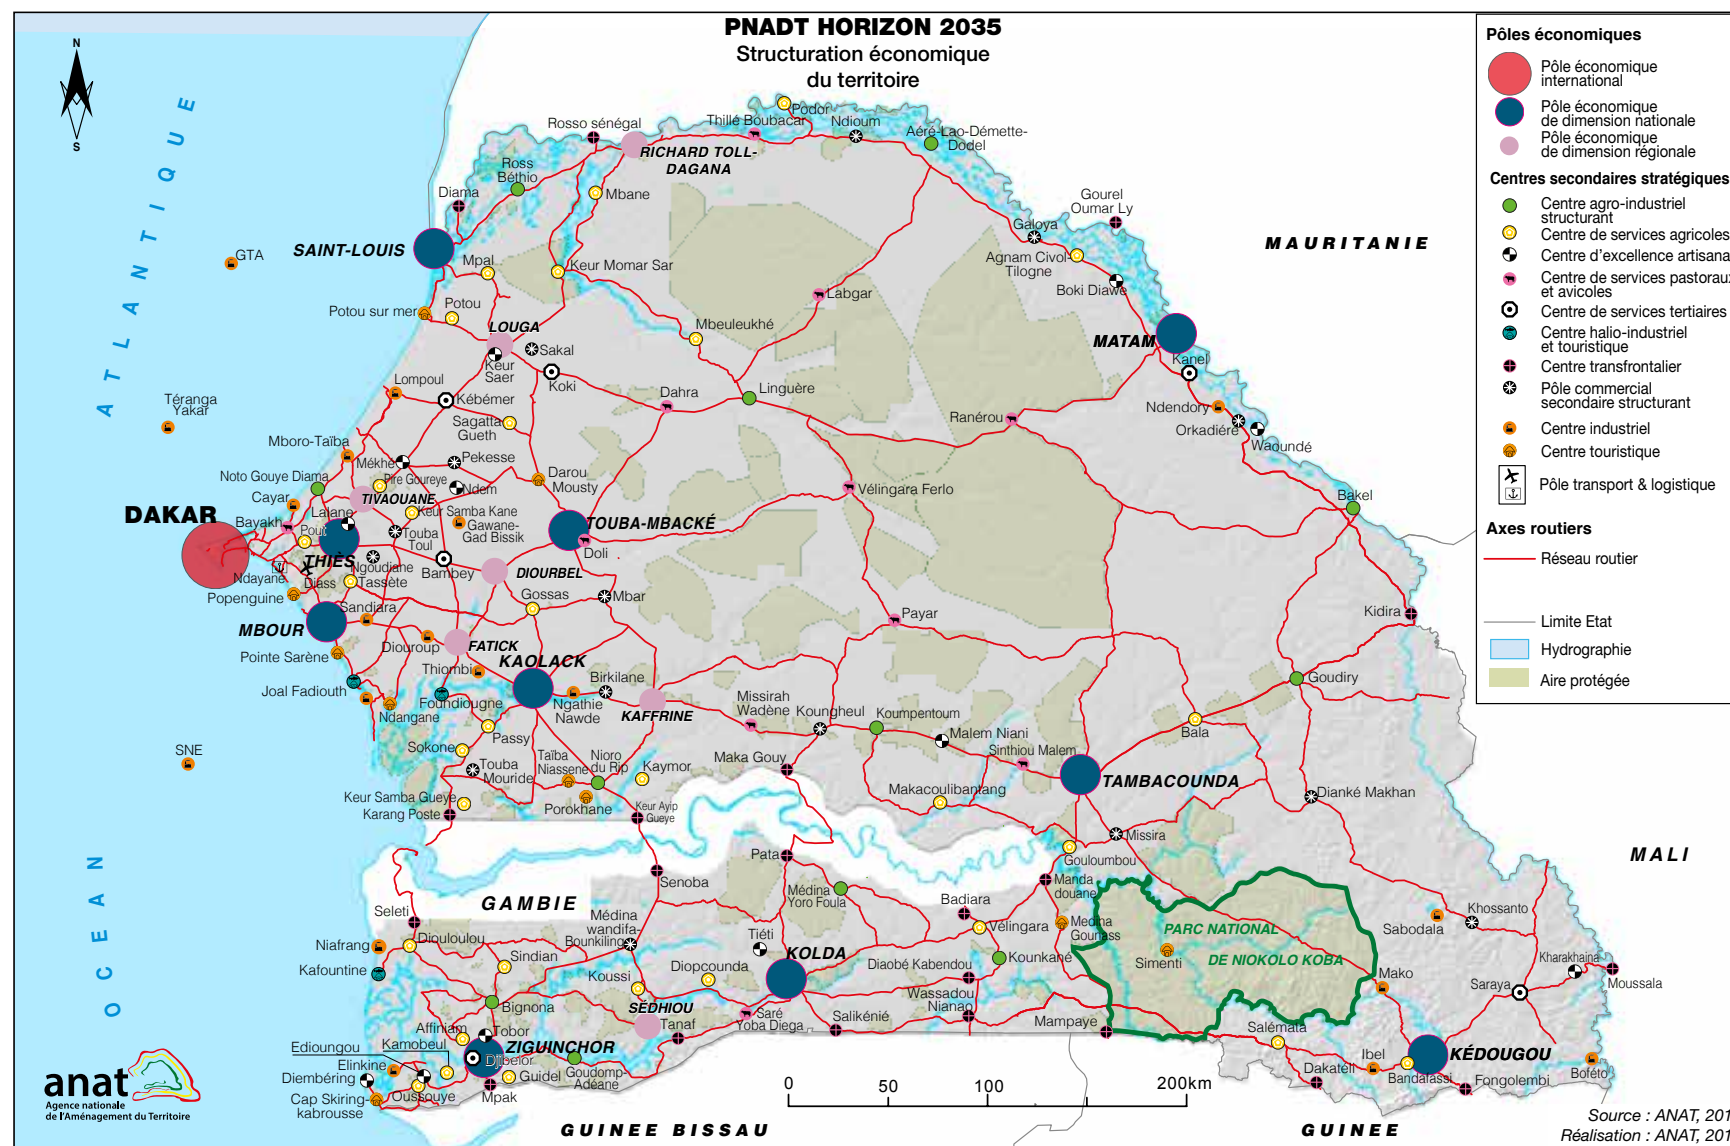 PNADT HORIZON 2035
Structuration économique
du territoire
N
S
OCEAN
ATLANTIQUE
MAURITANIE
MALI
GAMBIE
GUINEE BISSAU
GUINEE
Pôles économiques
Pôle économique
international
Pôle économique
de dimension nationale
Pôle économique
de dimension régionale
Centres secondaires stratégiques
Centre agro-industriel
structurant
Centre de services agricoles
Centre d'excellence artisana
Centre de services pastoraux
et avicoles
Centre de services tertiaires
Centre halio-industriel
et touristique
Centre transfrontalier
Pôle commercial
secondaire structurant
Centre industriel
Centre touristique
Pôle transport & logistique
Axes routiers
Réseau routier
Limite Etat
Hydrographie
Aire protégée
Podor
Rosso sénégal
Thillé Boubacar
Ndioum
Aéré-Lao-Démette-
Dodel
RICHARD TOLL-
DAGANA
Ross
Béthio
Diama
Mbane
Gourel
Oumar Ly
Galoya
SAINT-LOUIS
GTA
Mpal
Keur Momar Sar
Agnam Civol-
Tilogne
Boki Diawe
Labgar
Potou sur mer
Potou
LOUGA
Mbeuleukhé
MATAM
Sakal
Keur
Saer
Koki
Kanel
Lompoul
Kébémer
Dahra
Linguère
Ndendory
Téranga
Yakar
Sagatta
Gueth
Ranérou
Orkadiére
Waoundé
Mboro-Taïba
Mékhe
Pekesse
Noto Gouye Diama
Pire Goureye
Darou
Mousty
Ndem
Vélingara Ferlo
Bakel
Cayar
TIVAOUANE
DAKAR
Lalane
Keur Samba Kane
Bayakh
Gawane-
Gad Bissik
TOUBA-MBACKÉ
Pout
Touba
Toul
Doli
THIÈS
Ngoudiane
Bambey
DIOURBEL
Ndayane
Diass
Tassète
Popenguine
Gossas
Mbar
Sandiara
Payar
Kidira
MBOUR
Diouroup
FATICK
Pointe Sarène
KAOLACK
Thiombi
Birkilane
Joal Fadiouth
Foundiougne
Ngathie
Nawde
KAFFRINE
Missirah
Wadène
Koungheul
Koumpentoum
Goudiry
Ndangane
Passy
Malem Niani
Bala
SNE
Sokone
Taïba
Niassene
Nioro
du Rip
Sinthiou Malem
Touba
Mouride
Kaymor
Maka Gouy
TAMBACOUNDA
Keur Samba Gueye
Porokhane
Makacoulibantang
Dianké Makhan
Karang Poste
Keur Ayip
Gueye
Missira
Pata
Gouloumbou
Senoba
Manda
douane
Médina
Yoro Foula
Seleti
Médina
wandifa-
Bounkiling
Badiara
Khossanto
Tiéti
Medina
Gounass
Sabodala
Niafrang
Diouloulou
Vélingara
PARC NATIONAL
DE NIOKOLO KOBA
KOLDA
Sindian
Simenti
Kharakhaina
Kafountine
Koussi
Diopcounda
Diaobé Kabendou
Kounkané
Mako
Moussala
Saraya
Bignona
SÉDHIOU
Wassadou
Nianao
Affiniam
Tobor
Tanaf
Saré
Yoba Diega
Salikénié
Mampaye
Salémata
Edioungou
Kamobeul
ZIGUINCHOR
Djibelor
KÉDOUGOU
Elinkine
Ibel
Diembéring
Guidel
Goudomp-
Adéane
Bandafassi
Boféto
Oussouye
Dakatéli
Cap Skiring-
kabrousse
Mpak
Fongolembi
anat
Agence nationale
de l'Aménagement du Territoire
0 50 100 200km
Source : ANAT, 201
Réalisation : ANAT, 201